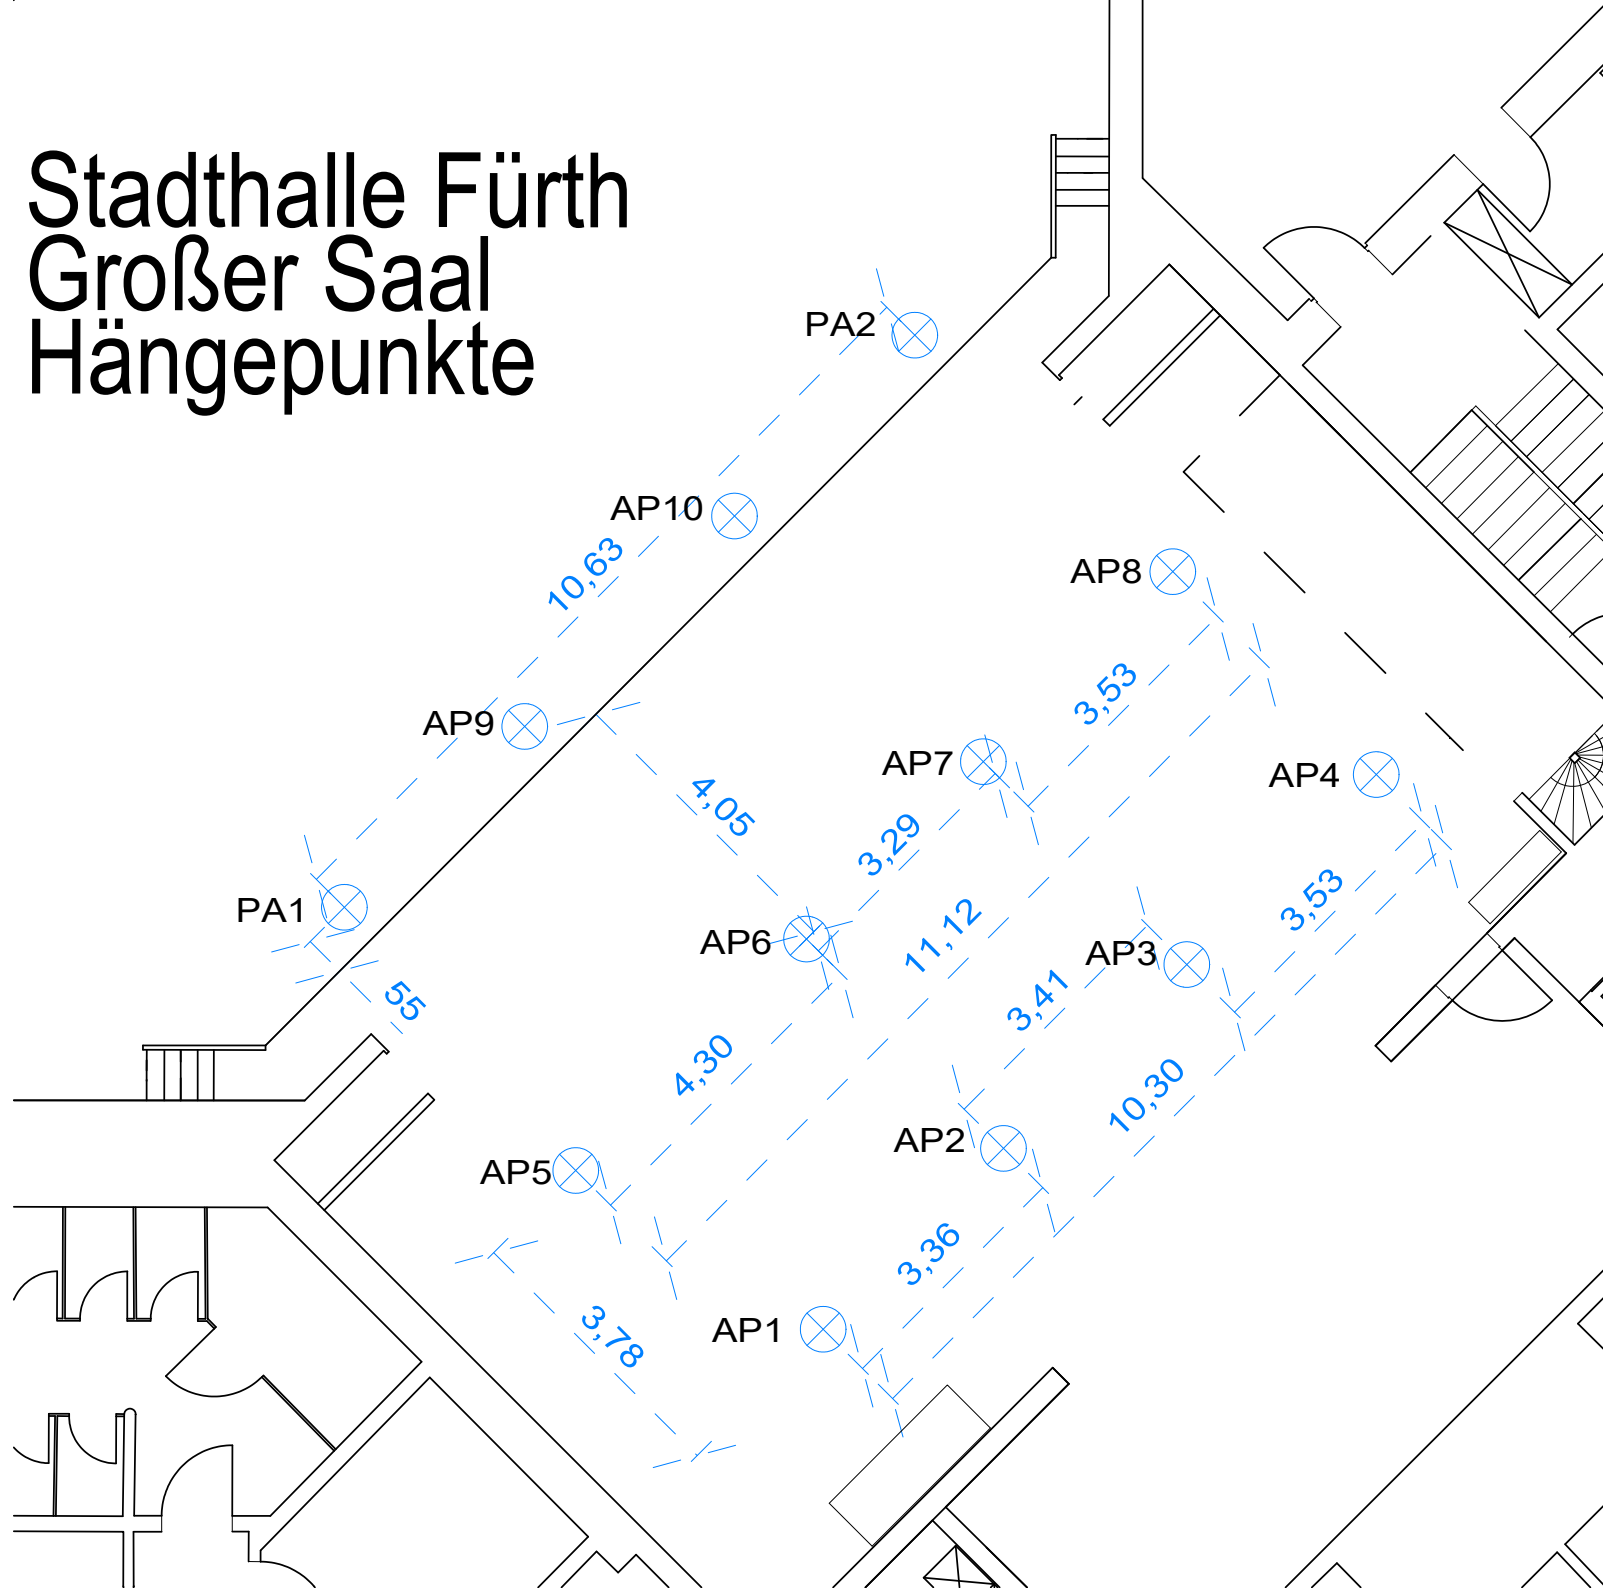 Stadthalle Fürth
Großer Saal
Hängepunkte
PA2
AP10
10,63
AP8
AP9
3,53
AP7
4,05
AP4
3,29
PA1
AP6
11,12
3,53
AP3
55
3,41
4,30
10,30
AP2
AP5
3,36
AP1
3,78